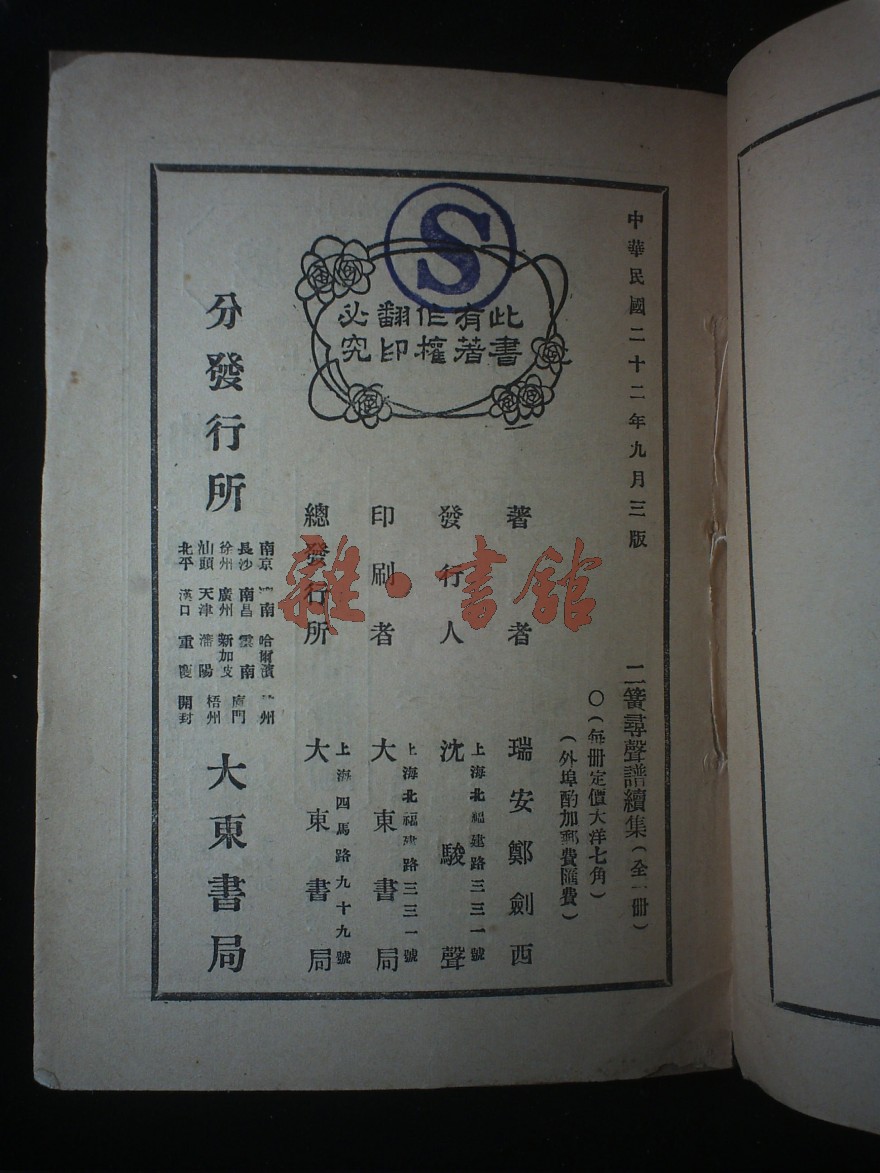 中華民國二十二年九月三版
二簧尋聲譜續集(全一冊)
〇(每冊定價大洋七角)
(外埠酌加郵費匯費)
S
此書
有著
作權
翻印
必究
著者
瑞安鄭劍西
發行人
上海北福建路三三一號
沈駿聲
印刷者
上海北福建路三三一號
大東書局
總發行所
上海四馬路九十九號
大東書局
分發行所
南京 南 哈爾濱 州
長沙 南昌 雲南 廈門
徐州 廣州 新加坡 梧州
汕頭 天津 瀋陽
北平 漢口 重慶 開封
大東書局
雜·書館